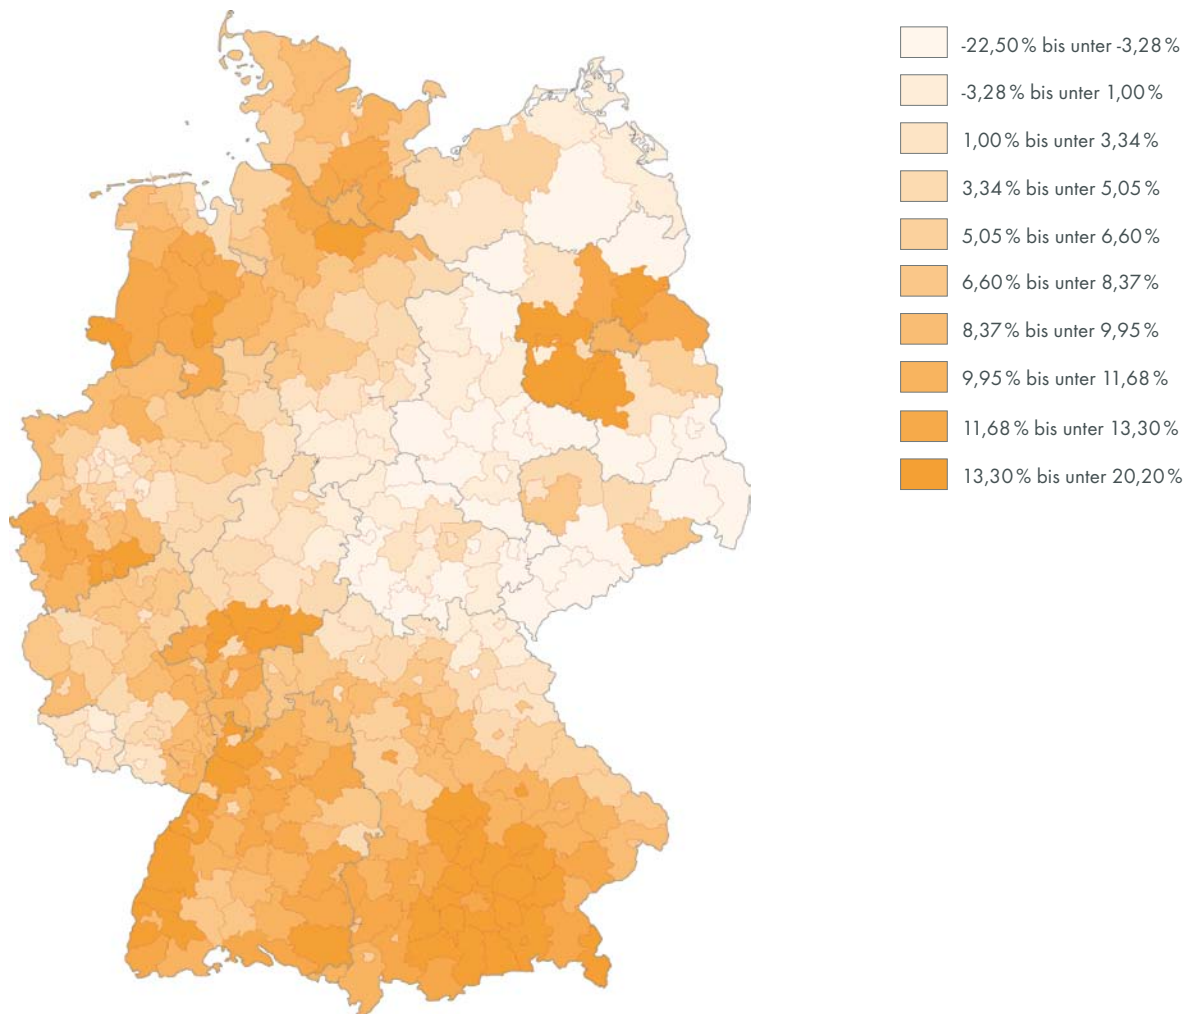 -22,50 % bis unter -3,28 %
-3,28 % bis unter 1,00 %
1,00 % bis unter 3,34 %
3,34 % bis unter 5,05 %
5,05 % bis unter 6,60 %
6,60 % bis unter 8,37 %
8,37 % bis unter 9,95 %
9,95 % bis unter 11,68 %
11,68 % bis unter 13,30 %
13,30 % bis unter 20,20 %